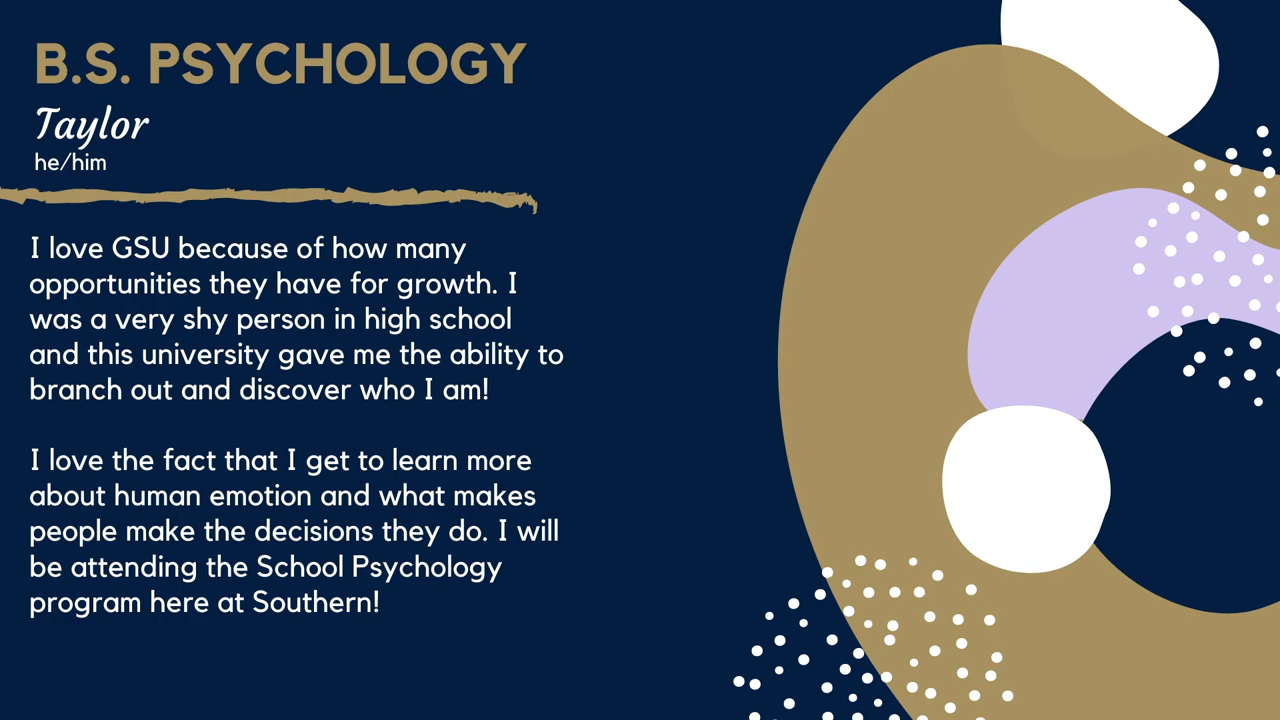 B.S. PSYCHOLOGY
Taylor
he/him
I love GSU because of how many
opportunities they have for growth. I
was a very shy person in high school
and this university gave me the ability to
branch out and discover who I am!
I love the fact that I get to learn more
about human emotion and what makes
people make the decisions they do. I will
be attending the School Psychology
program here at Southern!